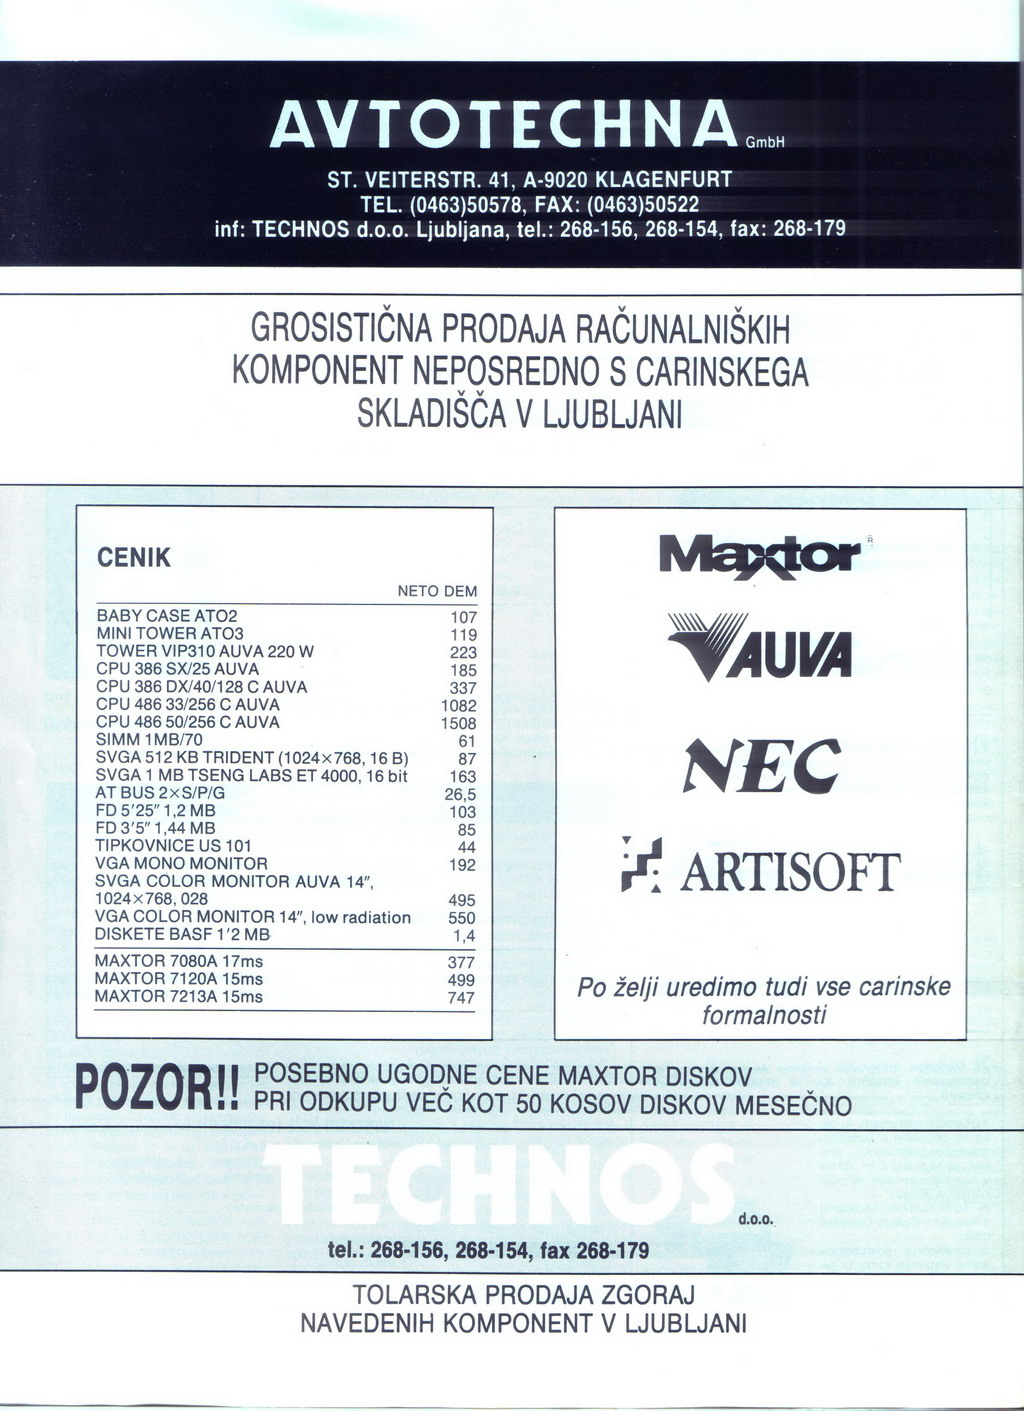 AVTOTECHNA GmbH
ST. VEITERSTR. 41, A-9020 KLAGENFURT
TEL. (0463)50578, FAX: (0463)50522
inf: TECHNOS d.o.o. Ljubljana, tel.: 268-156, 268-154, fax: 268-179
GROSISTIČNA PRODAJA RAČUNALNIŠKIH
KOMPONENT NEPOSREDNO S CARINSKEGA
SKLADIŠČA V LJUBLJANI
CENIK
NETO DEM
BABY CASE ATO2 107
MINI TOWER ATO3 119
TOWER VIP310 AUVA 220 W 223
CPU 386 SX/25 AUVA 185
CPU 386 DX/40/128 C AUVA 337
CPU 486 33/256 C AUVA 1082
CPU 486 50/256 C AUVA 1508
SIMM 1MB/70 61
SVGA 512 KB TRIDENT (1024×768, 16 B) 87
SVGA 1 MB TSENG LABS ET 4000, 16 bit 163
AT BUS 2×S/P/G 26,5
FD 5'25" 1,2 MB 103
FD 3'5" 1,44 MB 85
TIPKOVNICE US 101 44
VGA MONO MONITOR 192
SVGA COLOR MONITOR AUVA 14",
1024×768, 028 495
VGA COLOR MONITOR 14", low radiation 550
DISKETE BASF 1'2 MB 1,4
MAXTOR 7080A 17ms 377
MAXTOR 7120A 15ms 499
MAXTOR 7213A 15ms 747
Maxtor ®
AUVA
NEC
ARTISOFT
Po želji uredimo tudi vse carinske
formalnosti
POZOR!! POSEBNO UGODNE CENE MAXTOR DISKOV
PRI ODKUPU VEČ KOT 50 KOSOV DISKOV MESEČNO
TECHNOS d.o.o.
tel.: 268-156, 268-154, fax 268-179
TOLARSKA PRODAJA ZGORAJ
NAVEDENIH KOMPONENT V LJUBLJANI